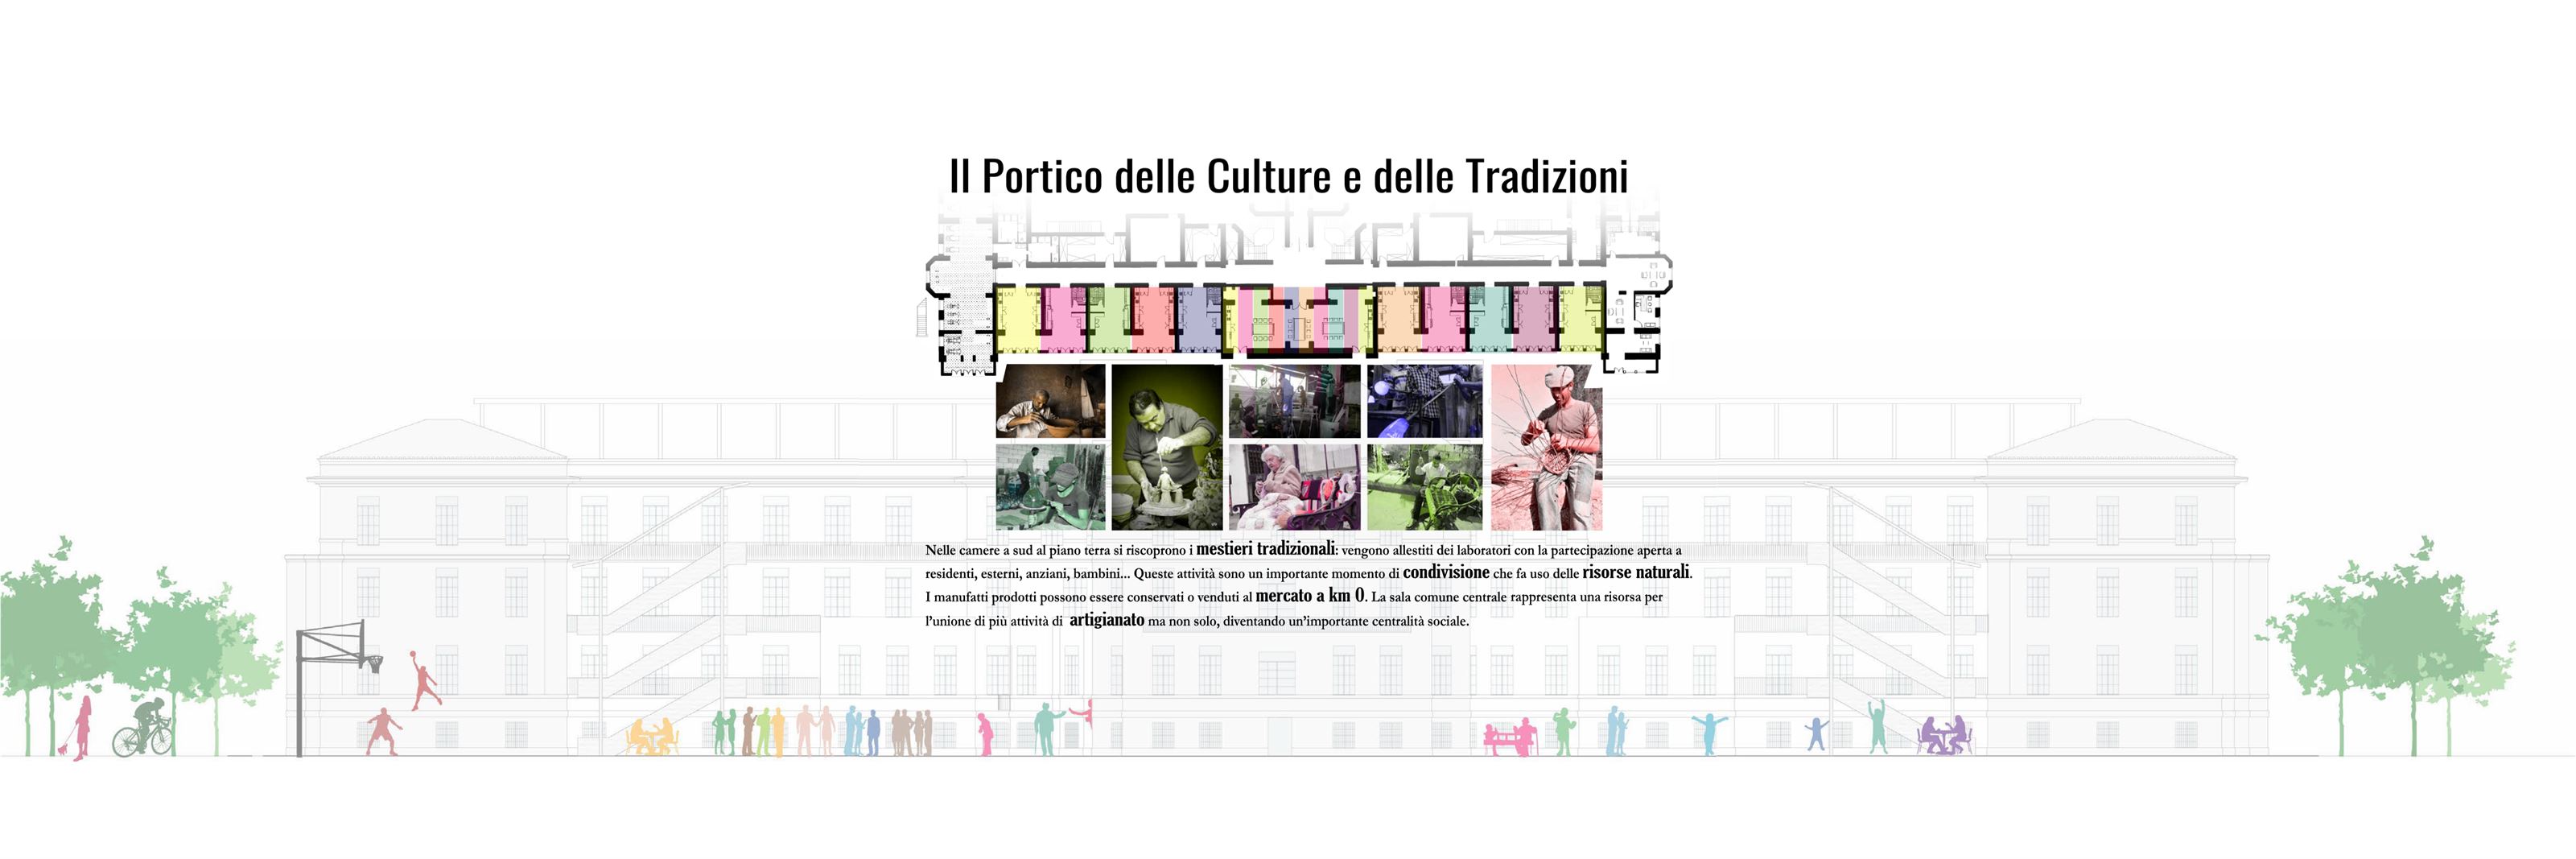 Il Portico delle Culture e delle Tradizioni
Nelle camere a sud al piano terra si riscoprono i mestieri tradizionali: vengono allestiti dei laboratori con la partecipazione aperta a
residenti, esterni, anziani, bambini... Queste attività sono un importante momento di condivisione che fa uso delle risorse naturali.
I manufatti prodotti possono essere conservati o venduti al mercato a km 0. La sala comune centrale rappresenta una risorsa per
l'unione di più attività di artigianato ma non solo, diventando un'importante centralità sociale.